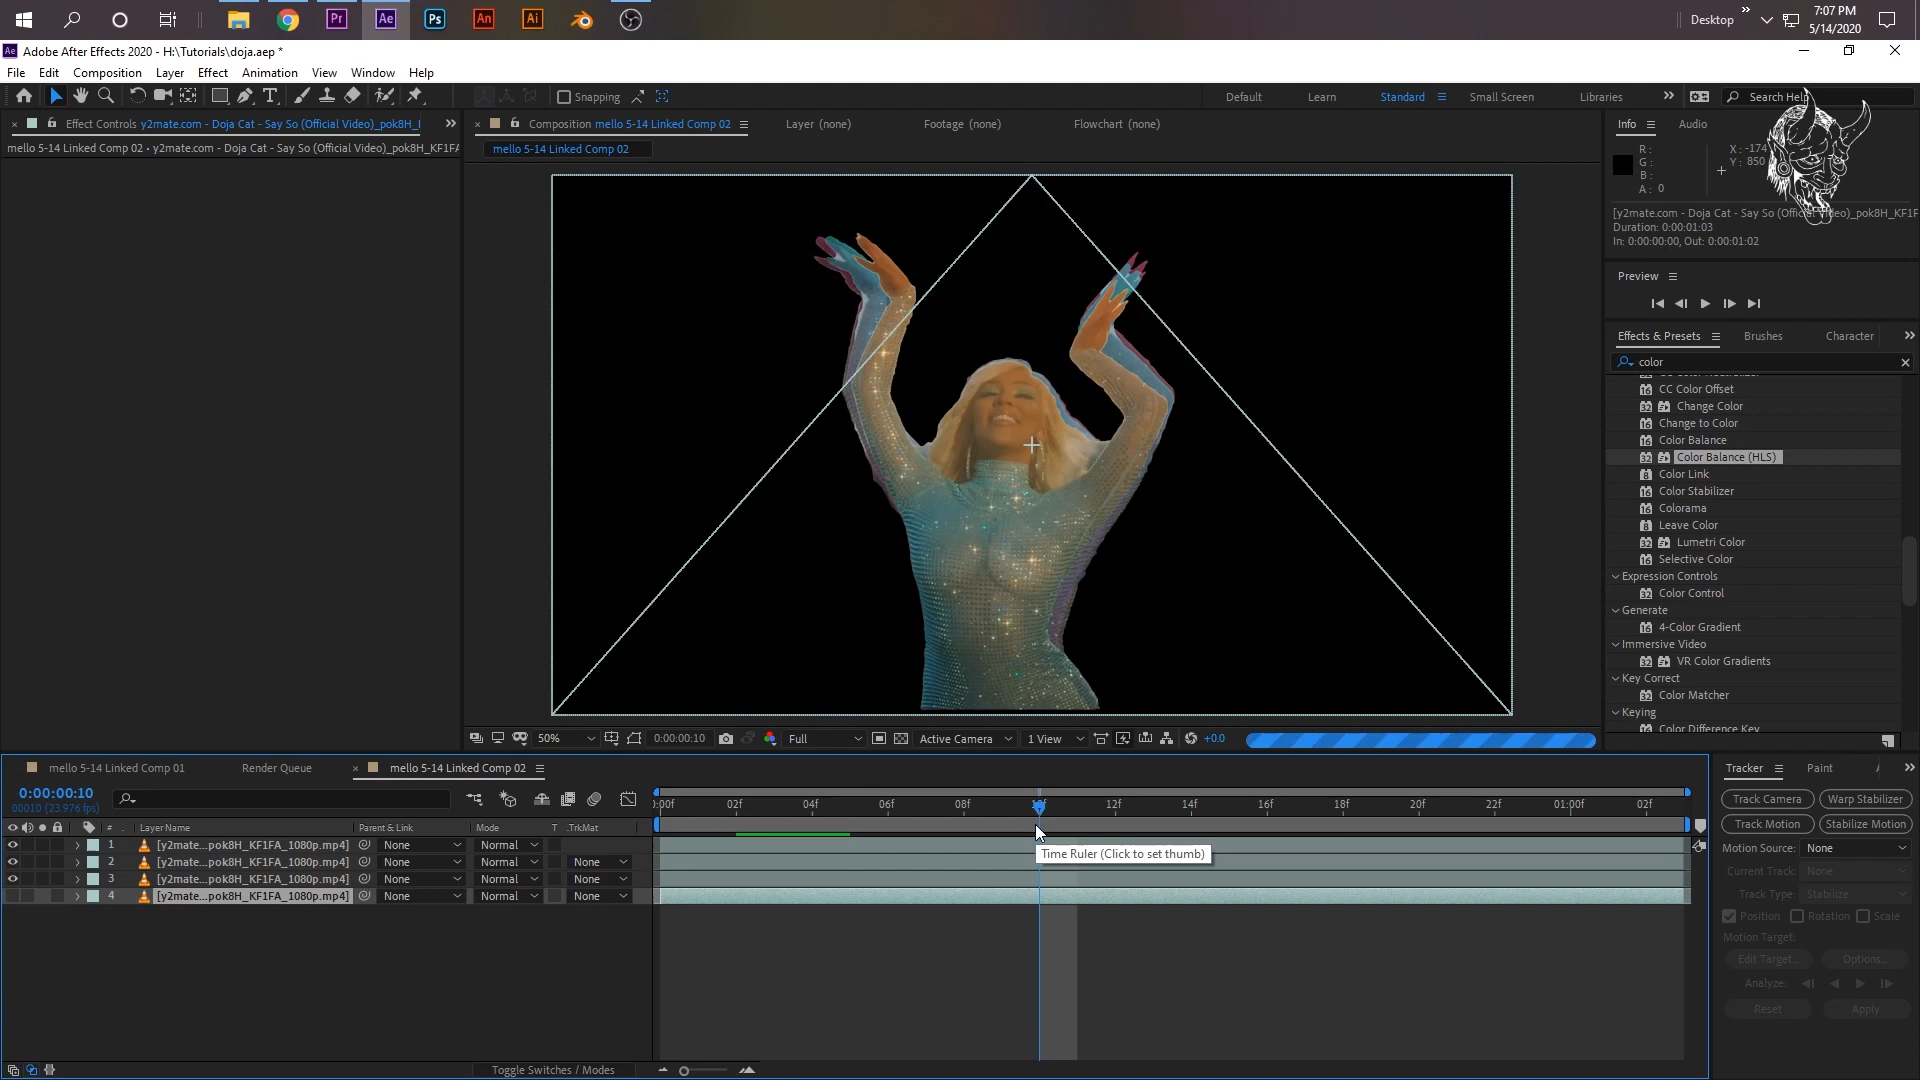 Pr
Ae
Ps
An
Ai
Desktop
7:07 PM
5/14/2020
Ae Adobe After Effects 2020 - H:\Tutorials\doja.aep *
File Edit Composition Layer Effect Animation View Window Help
Snapping
Default Learn Standard Small Screen Libraries
Search Help
Effect Controls y2mate.com - Doja Cat - Say So (Official Video)_pok8H_
Composition mello 5-14 Linked Comp 02
Layer (none)
Footage (none)
Flowchart (none)
mello 5-14 Linked Comp 02 • y2mate.com - Doja Cat - Say So (Official Video)_pok8H_KF1FA
mello 5-14 Linked Comp 02
Info
Audio
R :
G :
B :
A : 0
X : -174
Y : 850
[y2mate.com - Doja Cat - Say So (Official Video)_pok8H_KF1F
Duration: 0:00:01:03
In: 0:00:00:00, Out: 0:00:01:02
Preview
Effects & Presets
Brushes
Character
color
CC Color Offset
Change Color
Change to Color
Color Balance
Color Balance (HLS)
Color Link
Color Stabilizer
Colorama
Leave Color
Lumetri Color
Selective Color
Expression Controls
Color Control
Generate
4-Color Gradient
Immersive Video
VR Color Gradients
Key Correct
Color Matcher
Keying
Color Difference Key
50%
0:00:00:10
Full
Active Camera
1 View
+0.0
mello 5-14 Linked Comp 01
Render Queue
mello 5-14 Linked Comp 02
Tracker
Paint
0:00:00:10
00010 (23.976 fps)
:00f 02f 04f 06f 08f 10f 12f 14f 16f 18f 20f 22f 01:00f 02f
# Layer Name Parent & Link Mode T .TrkMat
1 [y2mate...pok8H_KF1FA_1080p.mp4] None Normal
2 [y2mate...pok8H_KF1FA_1080p.mp4] None Normal None
3 [y2mate...pok8H_KF1FA_1080p.mp4] None Normal None
4 [y2mate...pok8H_KF1FA_1080p.mp4] None Normal None
Time Ruler (Click to set thumb)
Track Camera
Warp Stabilizer
Track Motion
Stabilize Motion
Motion Source: None
Current Track: None
Track Type: Stabilize
Position Rotation Scale
Motion Target:
Edit Target...
Options...
Analyze:
Reset
Apply
Toggle Switches / Modes